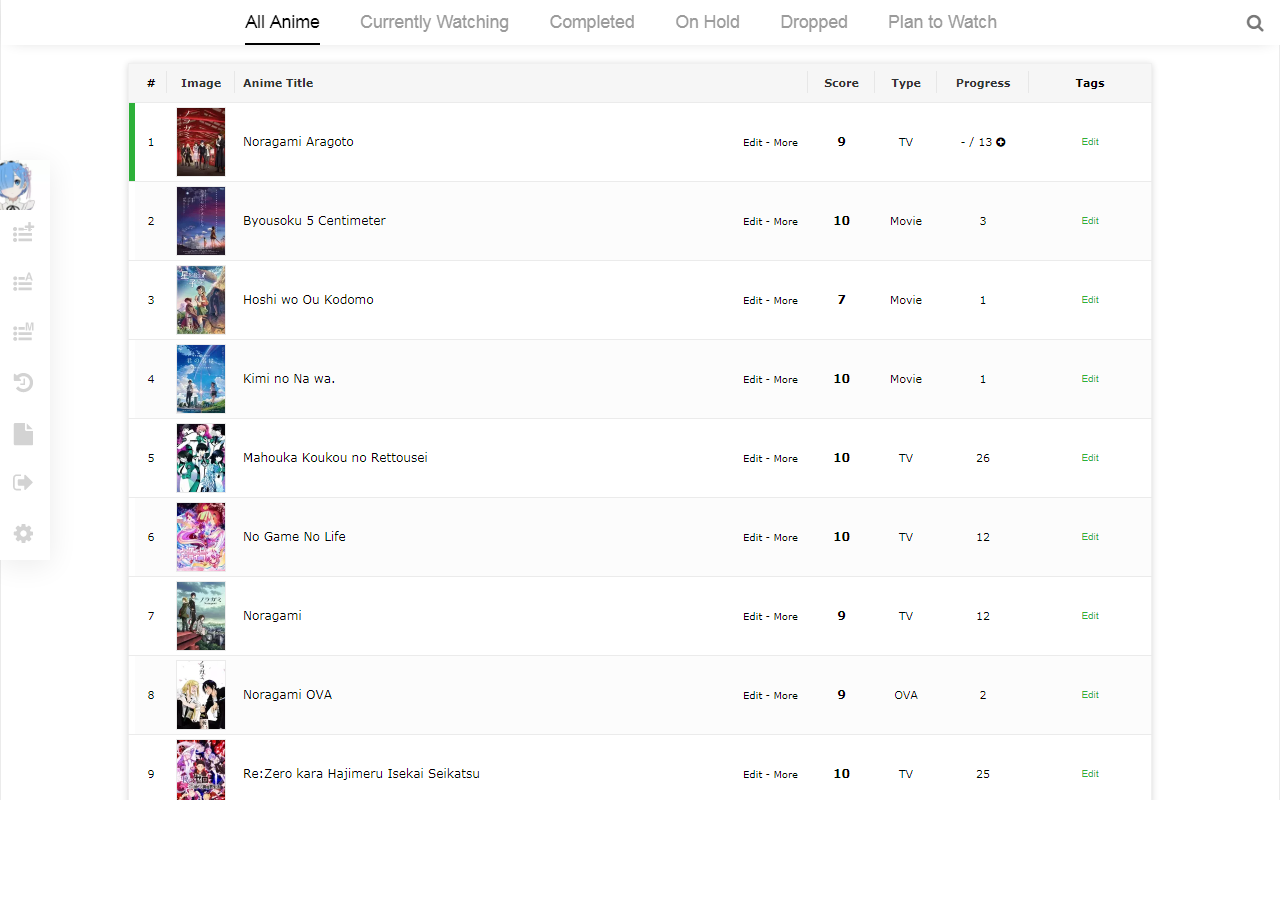 All Anime Currently Watching Completed On Hold Dropped Plan to Watch
# Image Anime Title Score Type Progress Tags
1 Noragami Aragoto Edit - More 9 TV - / 13 Edit
2 Byousoku 5 Centimeter Edit - More 10 Movie 3 Edit
3 Hoshi wo Ou Kodomo Edit - More 7 Movie 1 Edit
4 Kimi no Na wa. Edit - More 10 Movie 1 Edit
5 Mahouka Koukou no Rettousei Edit - More 10 TV 26 Edit
6 No Game No Life Edit - More 10 TV 12 Edit
7 Noragami Edit - More 9 TV 12 Edit
8 Noragami OVA Edit - More 9 OVA 2 Edit
9 Re:Zero kara Hajimeru Isekai Seikatsu Edit - More 10 TV 25 Edit